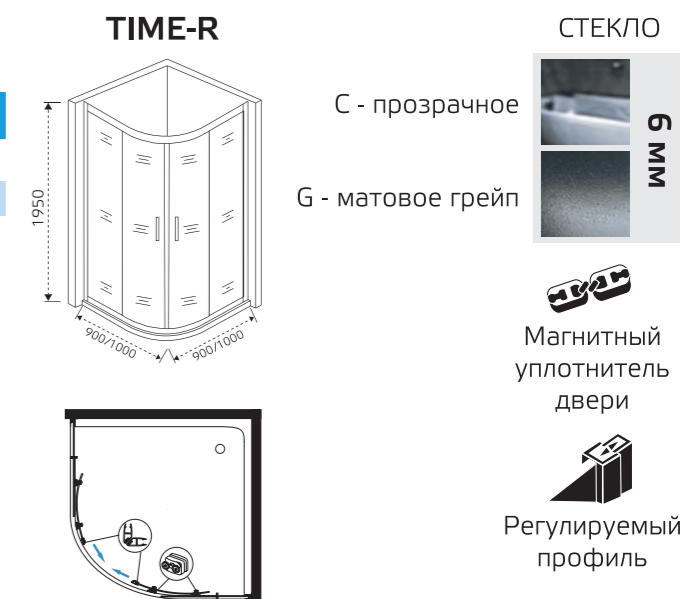 TIME-R
СТЕКЛО
C - прозрачное
6 мм
G - матовое грейп
1950
900/1000
900/1000
Магнитный
уплотнитель
двери
Регулируемый
профиль